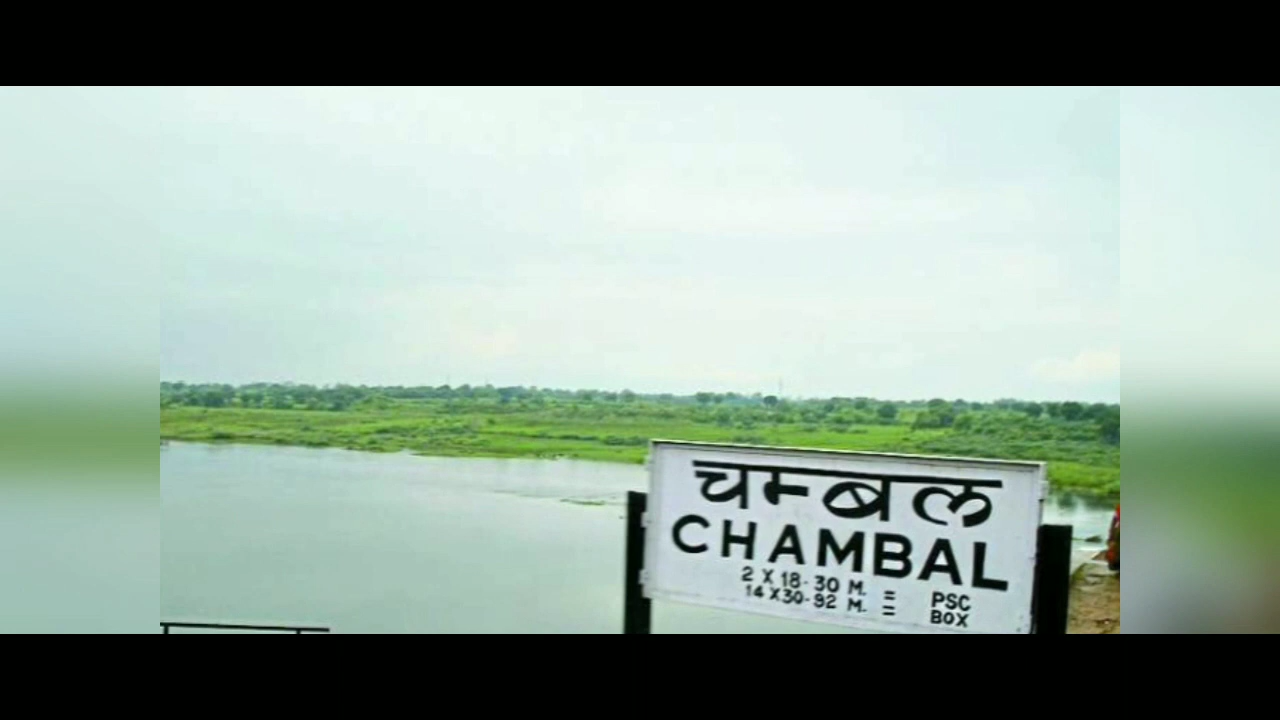 चम्बल
CHAMBAL
2 X 18-30 M. = PSC
14 X 30-92 M. = BOX